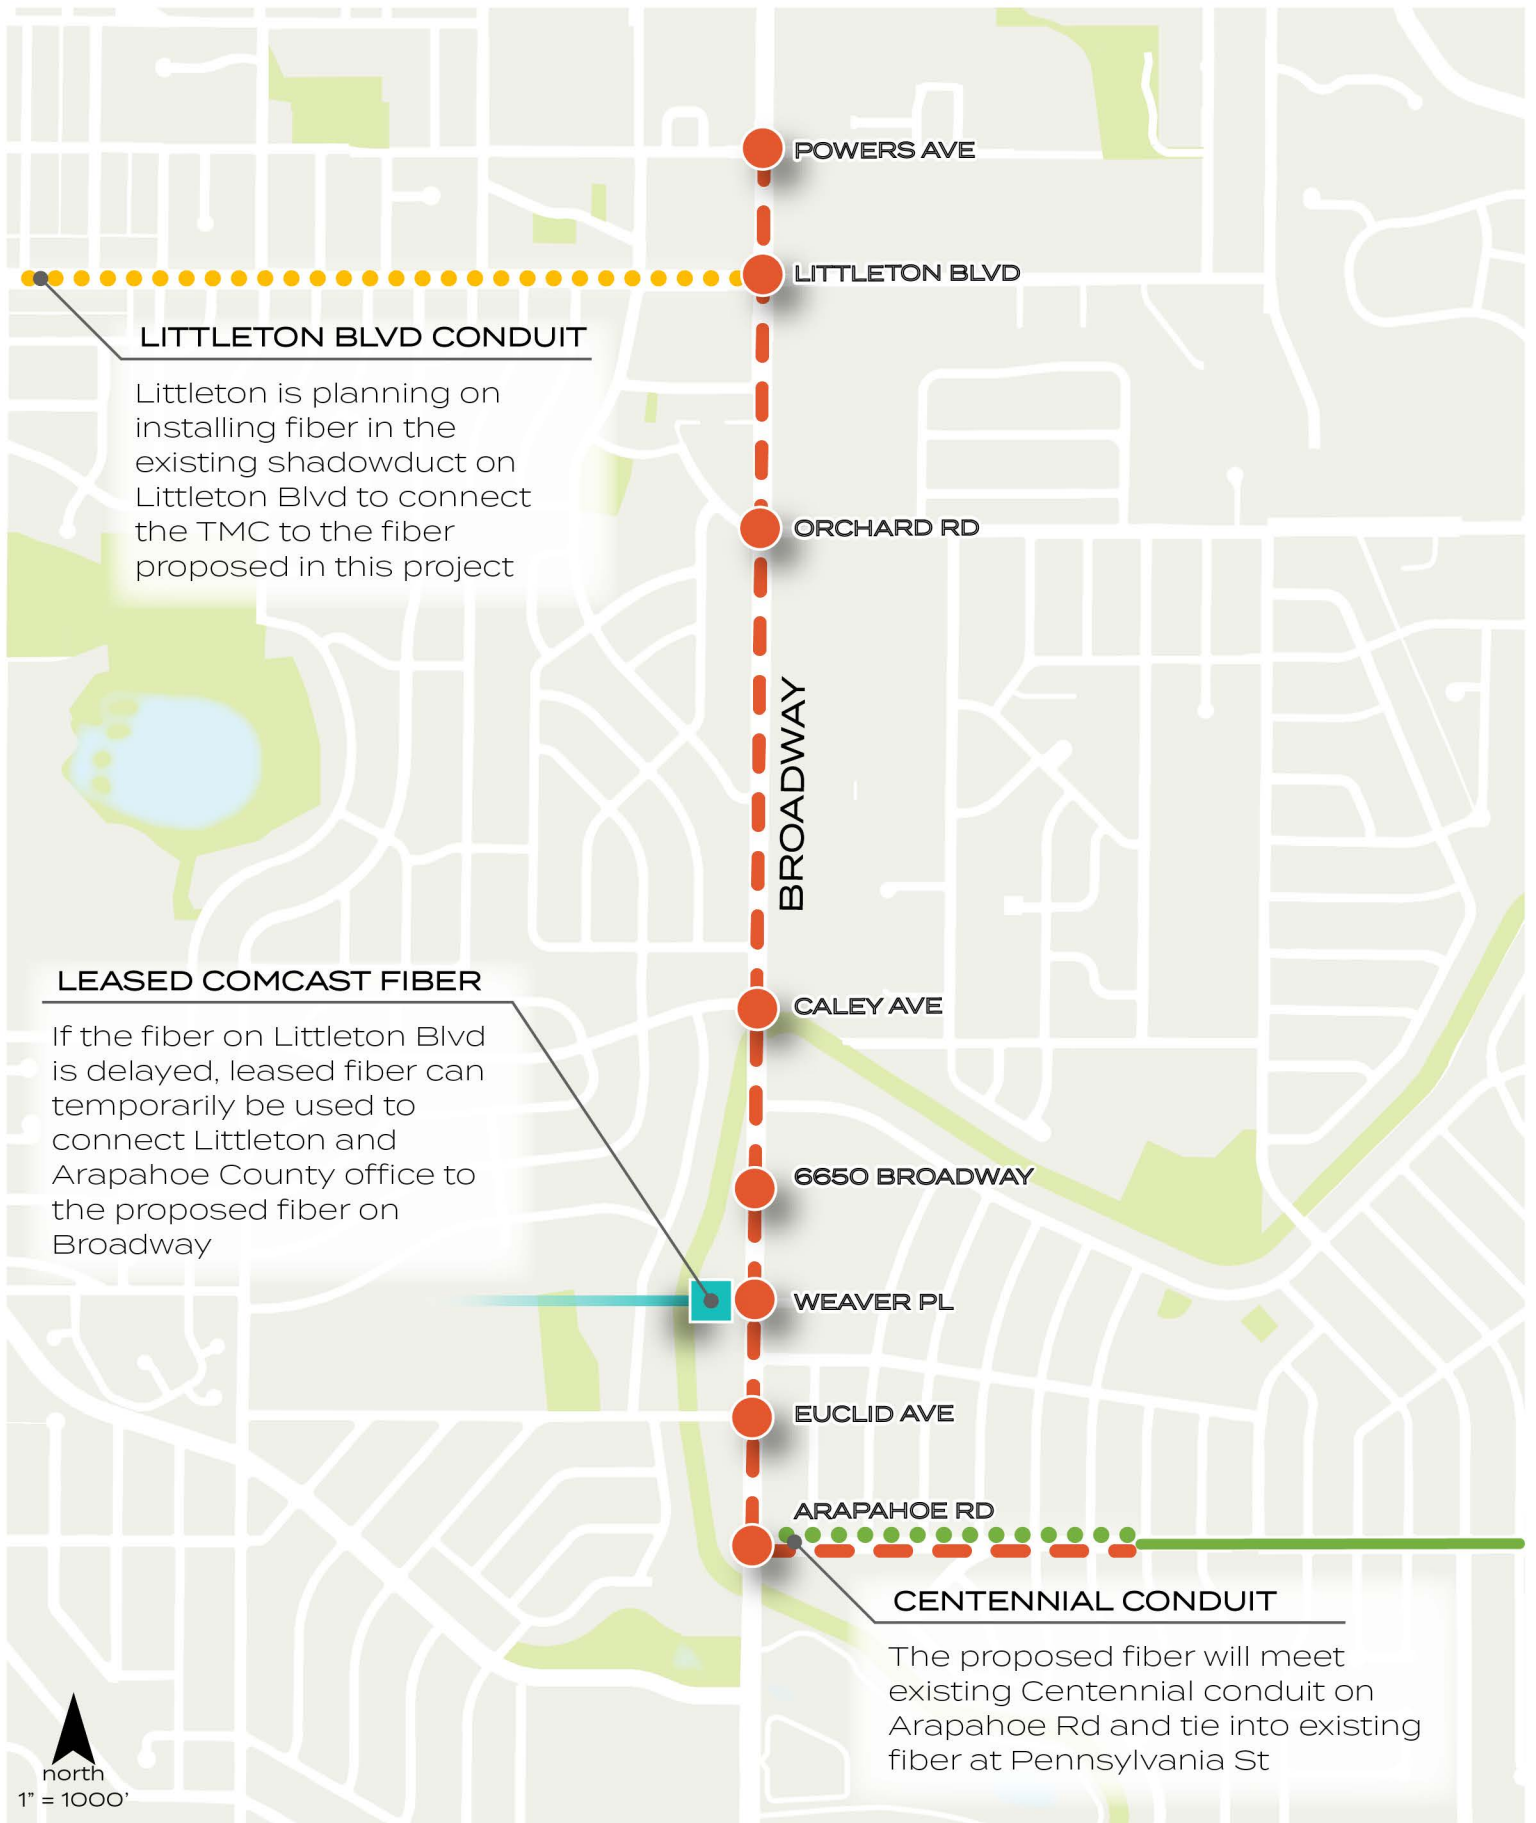 POWERS AVE
LITTLETON BLVD
LITTLETON BLVD CONDUIT
Littleton is planning on
installing fiber in the
existing shadowduct on
Littleton Blvd to connect
the TMC to the fiber
proposed in this project
ORCHARD RD
BROADWAY
LEASED COMCAST FIBER
If the fiber on Littleton Blvd
is delayed, leased fiber can
temporarily be used to
connect Littleton and
Arapahoe County office to
the proposed fiber on
Broadway
CALEY AVE
6650 BROADWAY
WEAVER PL
EUCLID AVE
ARAPAHOE RD
CENTENNIAL CONDUIT
The proposed fiber will meet
existing Centennial conduit on
Arapahoe Rd and tie into existing
fiber at Pennsylvania St
north
1" = 1000'